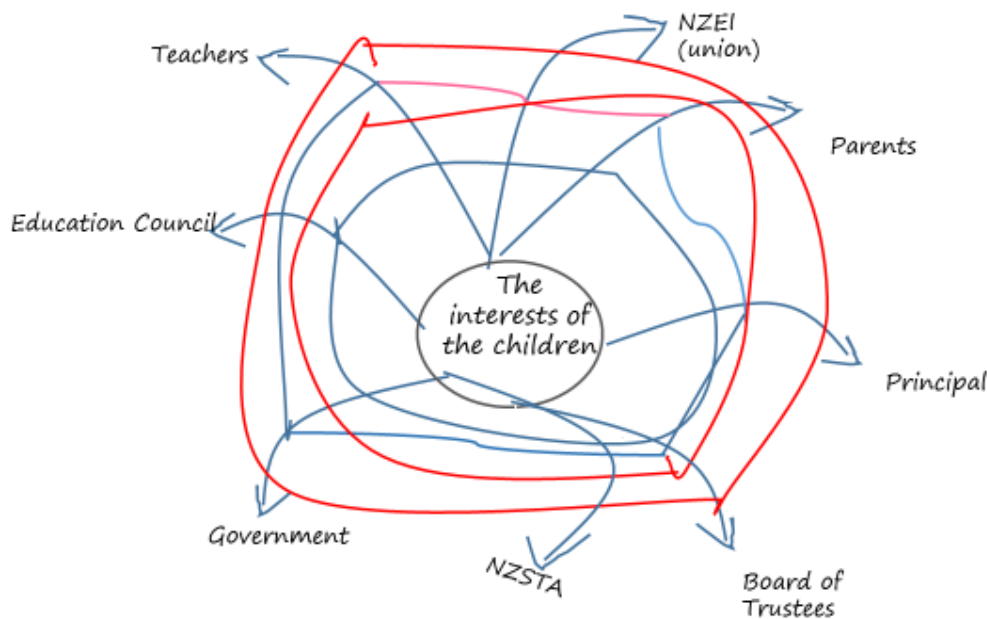 NZEI
(union)
Teachers
Parents
Education Council
The
interests of
the children
Principal
Government
NZSTA
Board of
Trustees